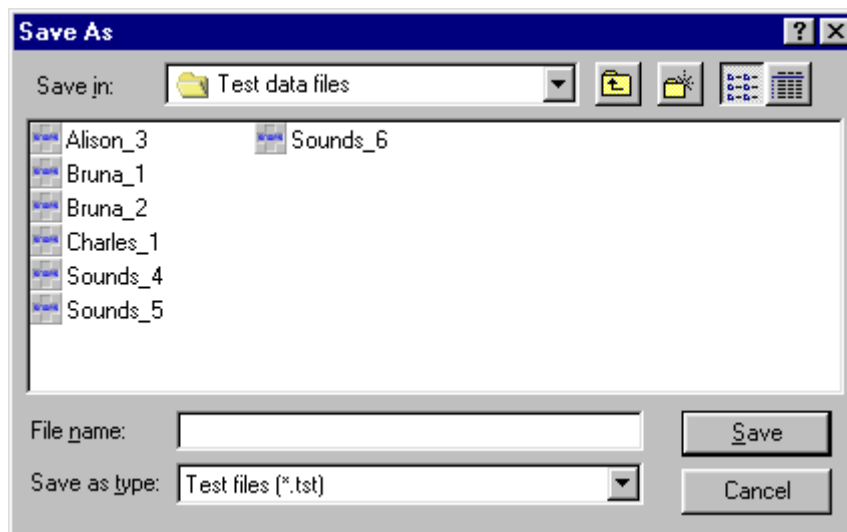 Save As
Save in: Test data files
Alison_3 Sounds_6
Bruna_1
Bruna_2
Charles_1
Sounds_4
Sounds_5
File name: Save
Save as type: Test files (*.tst) Cancel